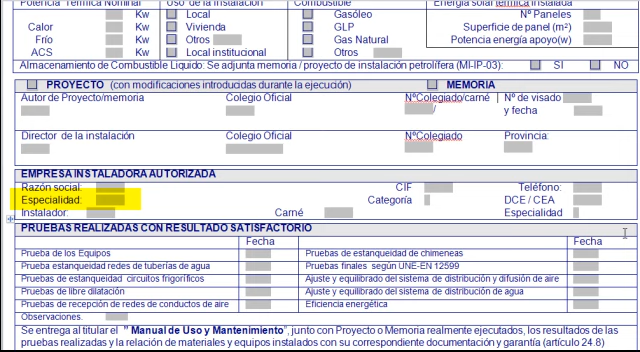 Potencia Térmica Nominal Uso de la Instalación Combustible Energía solar térmica instalada
Kw Local Gasóleo Nº Paneles
Calor Kw Vivienda GLP Superficie de panel (m²)
Frío Kw Otros Gas Natural Potencia energía apoyo(w)
ACS Kw Local institucional Otros
Almacenamiento de Combustible Líquido: Se adjunta memoria / proyecto de instalación petrolífera (MI-IP-03): SI NO
PROYECTO (con modificaciones introducidas durante la ejecución) MEMORIA
Autor de Proyecto/memoria Colegio Oficial NºColegiado/carné Nº de visado
/ y fecha
Director de la instalación Colegio Oficial NºColegiado Provincia:
EMPRESA INSTALADORA AUTORIZADA
Razón social: CIF Teléfono:
Especialidad: Categoría DCE / CEA
Instalador: Carné Especialidad
PRUEBAS REALIZADAS CON RESULTADO SATISFACTORIO
Fecha Fecha
Prueba de los Equipos Pruebas de estanqueidad de chimeneas
Prueba estanqueidad redes de tuberías de agua Pruebas finales según UNE-EN 12599
Pruebas de estanqueidad circuitos frigoríficos Ajuste y equilibrado del sistema de distribución y difusión de aire
Pruebas de libre dilatación Ajuste y equilibrado del sistema de distribución de agua
Pruebas de recepción de redes de conductos de aire Eficiencia energética
Observaciones.
Se entrega al titular el " Manual de Uso y Mantenimiento", junto con Proyecto o Memoria realmente ejecutados, los resultados de las
pruebas realizadas y la relación de materiales y equipos instalados con su correspondiente documentación y garantía (artículo 24.8)